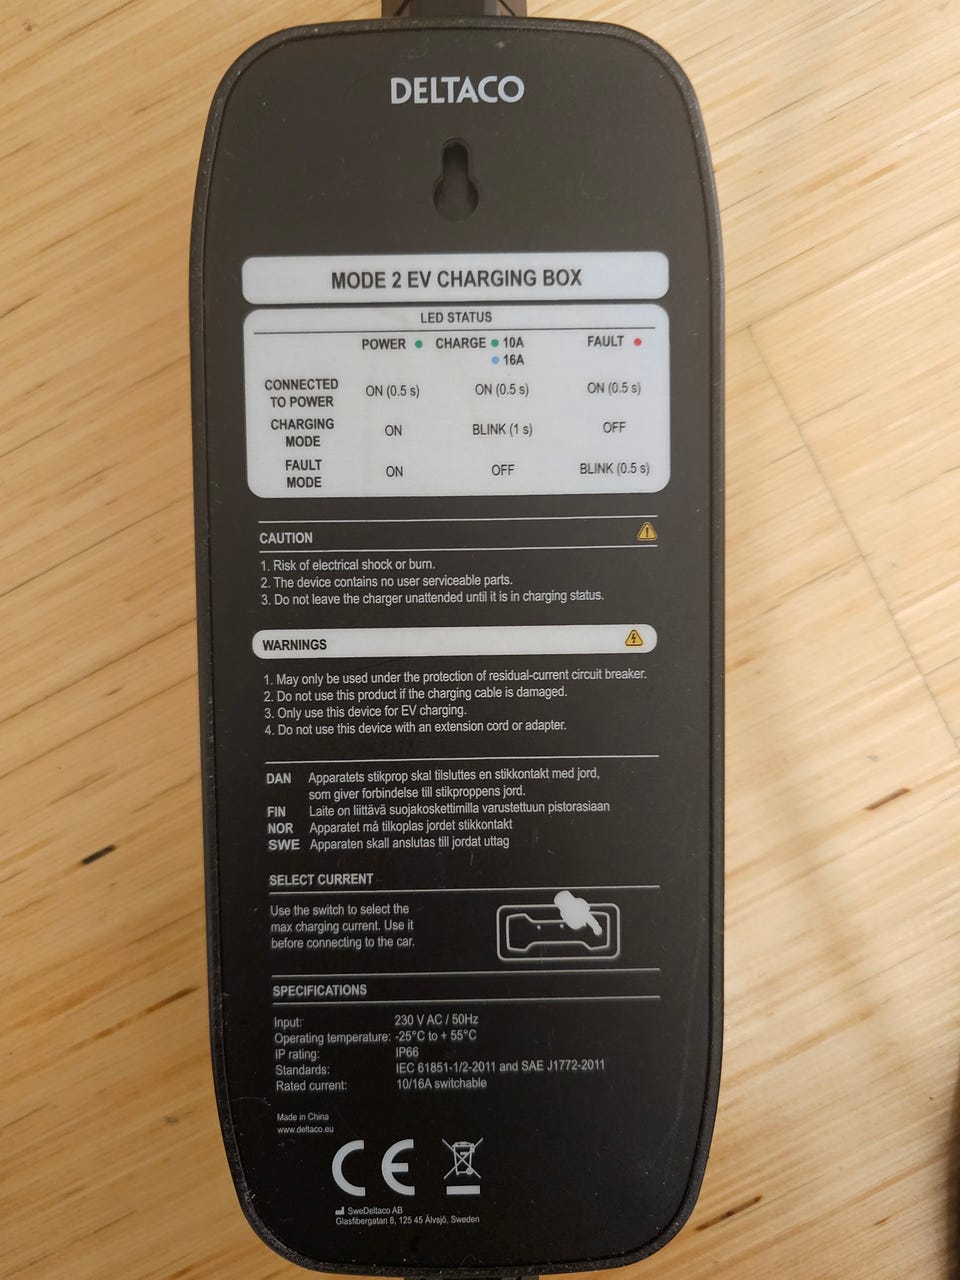 DELTACO
MODE 2 EV CHARGING BOX
LED STATUS
POWER CHARGE 10A FAULT
16A
CONNECTED TO POWER ON (0.5 s) ON (0.5 s) ON (0.5 s)
CHARGING MODE ON BLINK (1 s) OFF
FAULT MODE ON OFF BLINK (0.5 s)
CAUTION
1. Risk of electrical shock or burn.
2. The device contains no user serviceable parts.
3. Do not leave the charger unattended until it is in charging status.
WARNINGS
1. May only be used under the protection of residual-current circuit breaker.
2. Do not use this product if the charging cable is damaged.
3. Only use this device for EV charging.
4. Do not use this device with an extension cord or adapter.
DAN Apparatets stikprop skal tilsluttes en stikkontakt med jord,
som giver forbindelse till stikproppens jord.
FIN Laite on liittävä suojakoskettimilla varustettuun pistorasiaan
NOR Apparatet må tilkoplas jordet stikkontakt
SWE Apparaten skall anslutas till jordat uttag
SELECT CURRENT
Use the switch to select the
max charging current. Use it
before connecting to the car.
SPECIFICATIONS
Input: 230 V AC / 50Hz
Operating temperature: -25°C to + 55°C
IP rating: IP66
Standards: IEC 61851-1/2-2011 and SAE J1772-2011
Rated current: 10/16A switchable
Made in China
www.deltaco.eu
CE
SweDeltaco AB
Glasfibergatan 8, 125 45 Älvsjö, Sweden